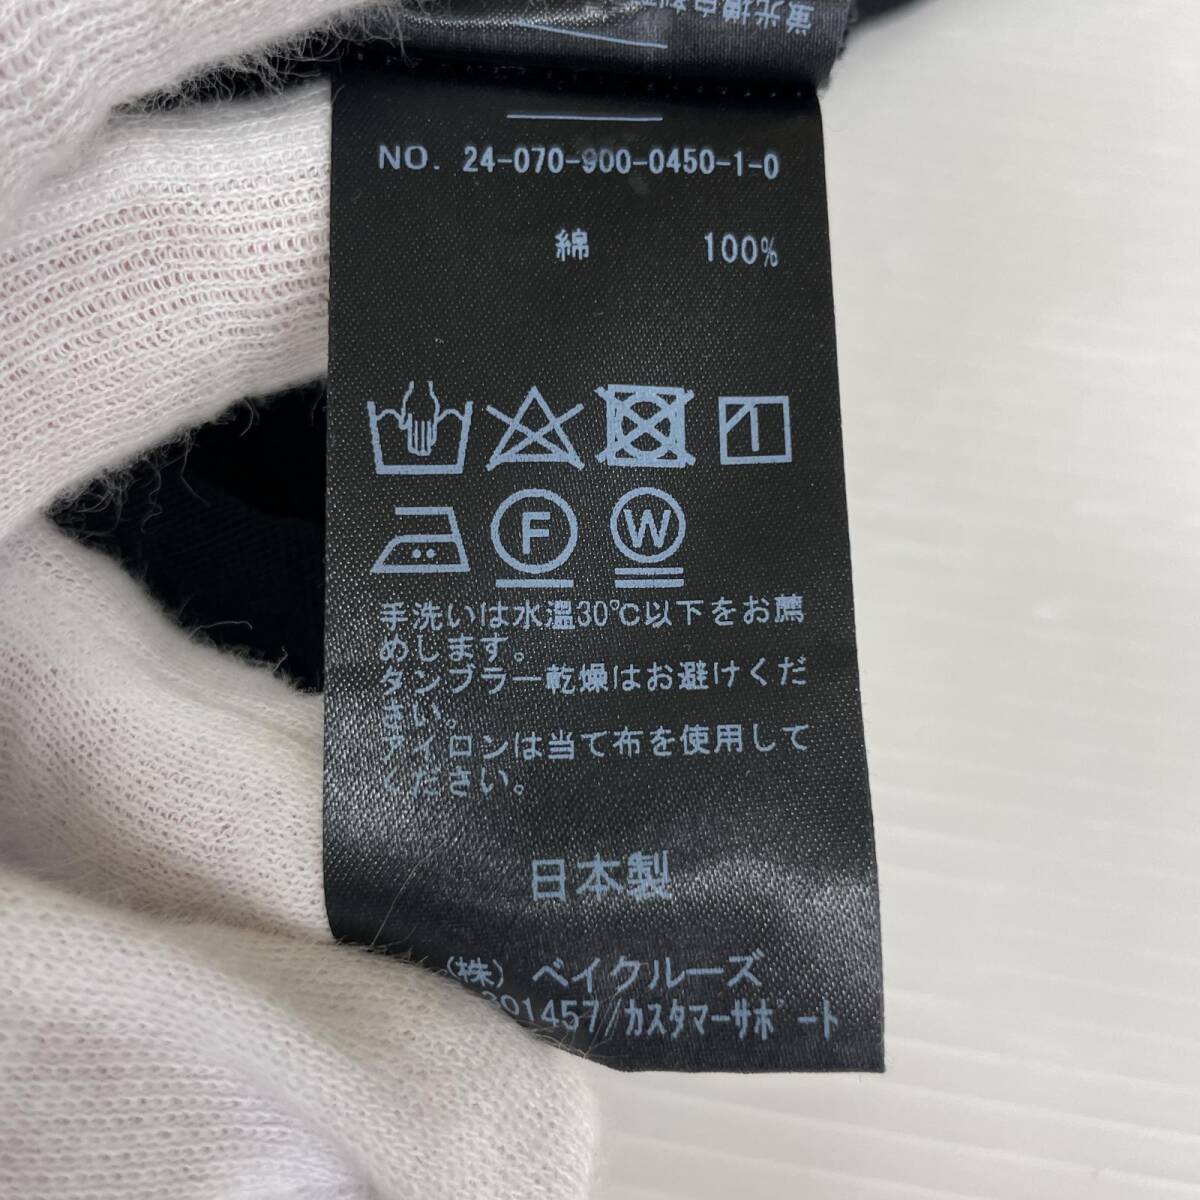 NO. 24-070-900-0450-1-0
綿 100%
F W
手洗いは水温30℃以下をお薦
めします。
タンブラー乾燥はお避けくだ
さい。
アイロンは当て布を使用して
ください。
日本製
(株) ベイクルーズ
301457/カスタマーサポート